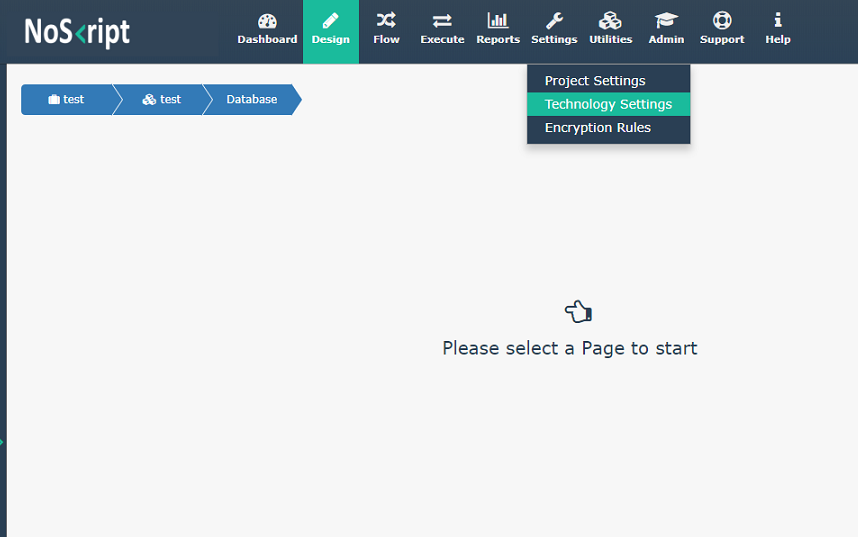 NoS<ript
Dashboard Design Flow Execute Reports Settings Utilities Admin Support Help
Project Settings
test test Database
Technology Settings
Encryption Rules
Please select a Page to start